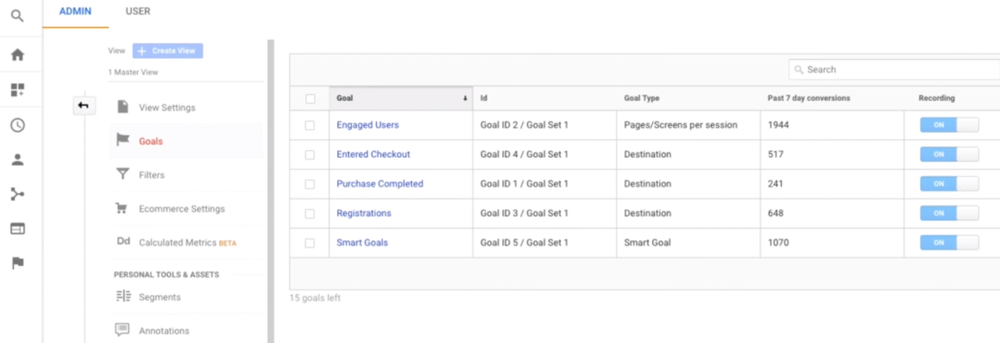 ADMIN USER
View + Create View
1 Master View
View Settings
Goals
Filters
Ecommerce Settings
Dd Calculated Metrics BETA
PERSONAL TOOLS & ASSETS
Segments
Annotations
Search
Goal Id Goal Type Past 7 day conversions Recording
Engaged Users Goal ID 2 / Goal Set 1 Pages/Screens per session 1944 ON
Entered Checkout Goal ID 4 / Goal Set 1 Destination 517 ON
Purchase Completed Goal ID 1 / Goal Set 1 Destination 241 ON
Registrations Goal ID 3 / Goal Set 1 Destination 648 ON
Smart Goals Goal ID 5 / Goal Set 1 Smart Goal 1070 ON
15 goals left